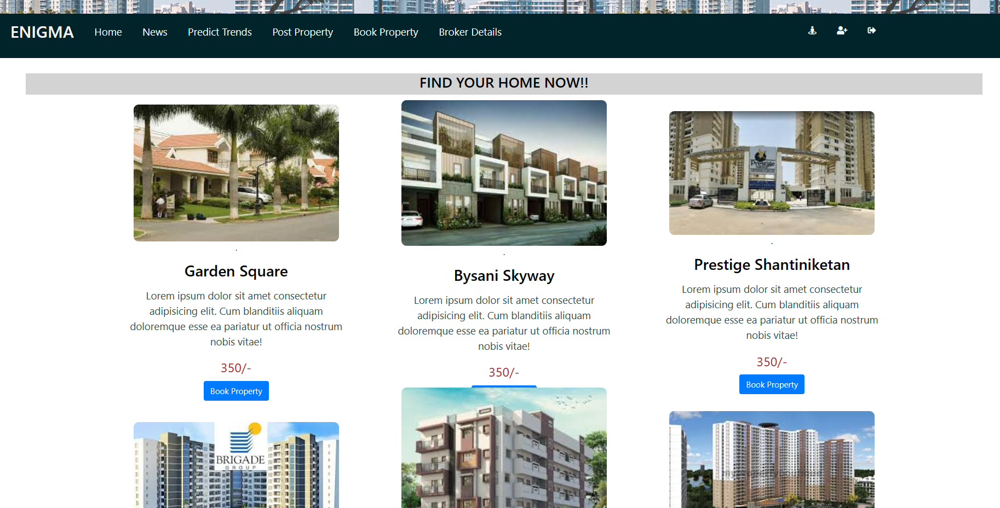 ENIGMA Home News Predict Trends Post Property Book Property Broker Details
FIND YOUR HOME NOW!!
Prestige
GROUP
.
Garden Square
Lorem ipsum dolor sit amet consectetur
adipisicing elit. Cum blanditiis aliquam
doloremque esse ea pariatur ut officia nostrum
nobis vitae!
350/-
Book Property
.
Bysani Skyway
Lorem ipsum dolor sit amet consectetur
adipisicing elit. Cum blanditiis aliquam
doloremque esse ea pariatur ut officia nostrum
nobis vitae!
350/-
.
Prestige Shantiniketan
Lorem ipsum dolor sit amet consectetur
adipisicing elit. Cum blanditiis aliquam
doloremque esse ea pariatur ut officia nostrum
nobis vitae!
350/-
Book Property
BRIGADE
GROUP